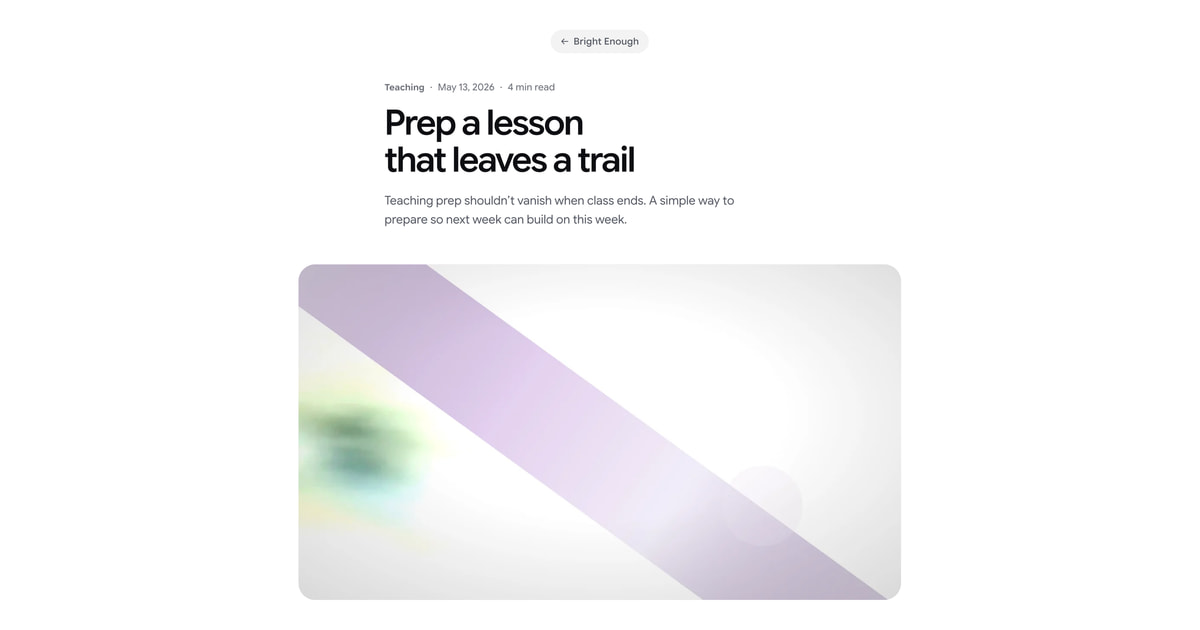 ← Bright Enough
Teaching · May 13, 2026 · 4 min read
Prep a lesson
that leaves a trail
Teaching prep shouldn't vanish when class ends. A simple way to
prepare so next week can build on this week.